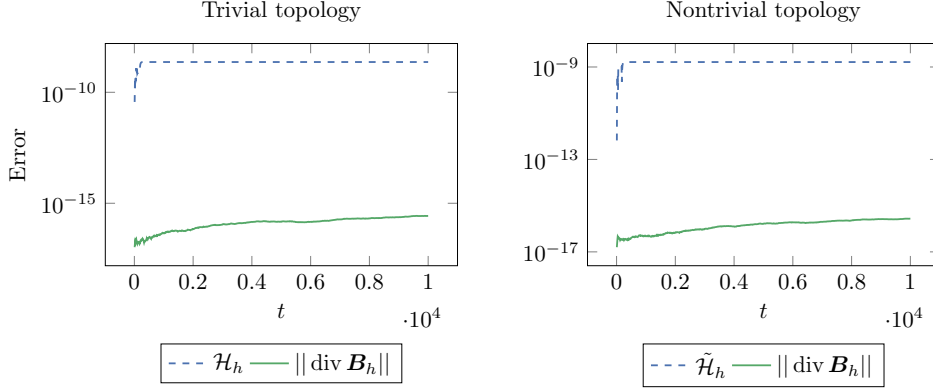 Trivial topology
Error
10^{-10}
10^{-15}
0 0.2 0.4 0.6 0.8 1
·10^4
t
ℋ_h ||div 𝑩_h||
Nontrivial topology
10^{-9}
10^{-13}
10^{-17}
0 0.2 0.4 0.6 0.8 1
·10^4
t
ℋ̃_h ||div 𝑩_h||